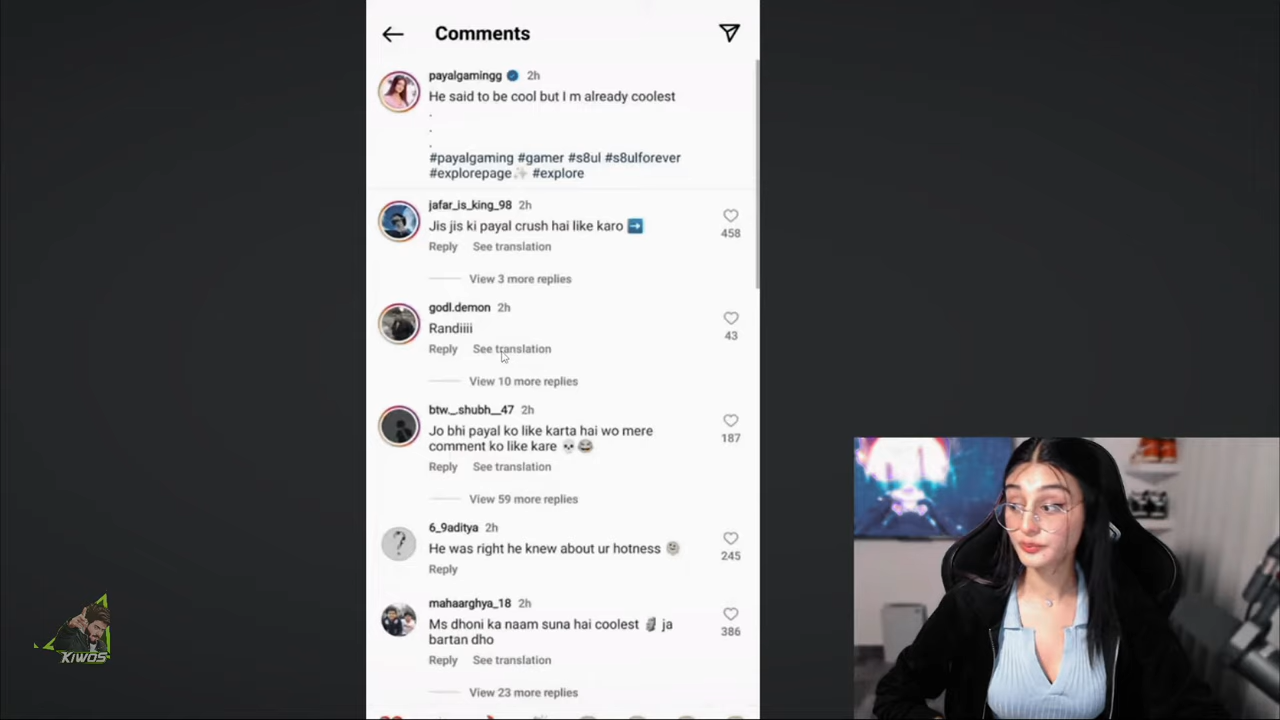 Comments
payalgamingg 2h
He said to be cool but I m already coolest
.
.
.
#payalgaming #gamer #s8ul #s8ulforever
#explorepage✨ #explore
jafar_is_king_98 2h
Jis jis ki payal crush hai like karo ➡️
458
Reply See translation
View 3 more replies
godl.demon 2h
Randiiii
43
Reply See translation
View 10 more replies
btw._.shubh__47 2h
Jo bhi payal ko like karta hai wo mere
comment ko like kare 💀😂
187
Reply See translation
View 59 more replies
6_9aditya 2h
He was right he knew about ur hotness 🫠
245
Reply
mahaarghya_18 2h
Ms dhoni ka naam suna hai coolest 🗿 ja
bartan dho
386
Reply See translation
View 23 more replies
KIWOS